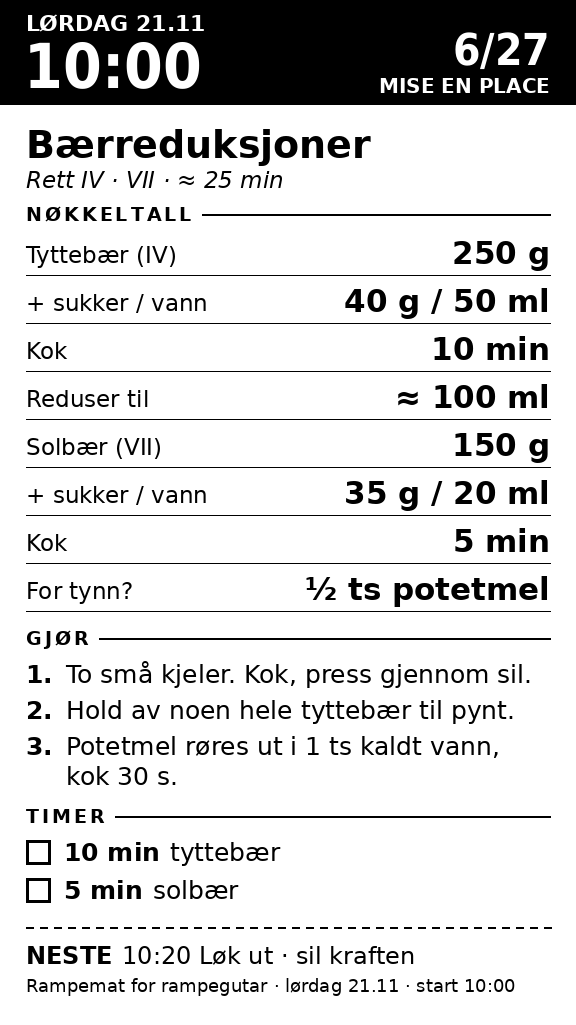 LØRDAG 21.11
10:00
6/27
MISE EN PLACE
Bærreduksjoner
Rett IV · VII · ≈ 25 min
NØKKELTALL
Tyttebær (IV) 250 g
+ sukker / vann 40 g / 50 ml
Kok 10 min
Reduser til ≈ 100 ml
Solbær (VII) 150 g
+ sukker / vann 35 g / 20 ml
Kok 5 min
For tynn? ½ ts potetmel
GJØR
1. To små kjeler. Kok, press gjennom sil.
2. Hold av noen hele tyttebær til pynt.
3. Potetmel røres ut i 1 ts kaldt vann,
kok 30 s.
TIMER
10 min tyttebær
5 min solbær
NESTE 10:20 Løk ut · sil kraften
Rampemat for rampegutar · lørdag 21.11 · start 10:00